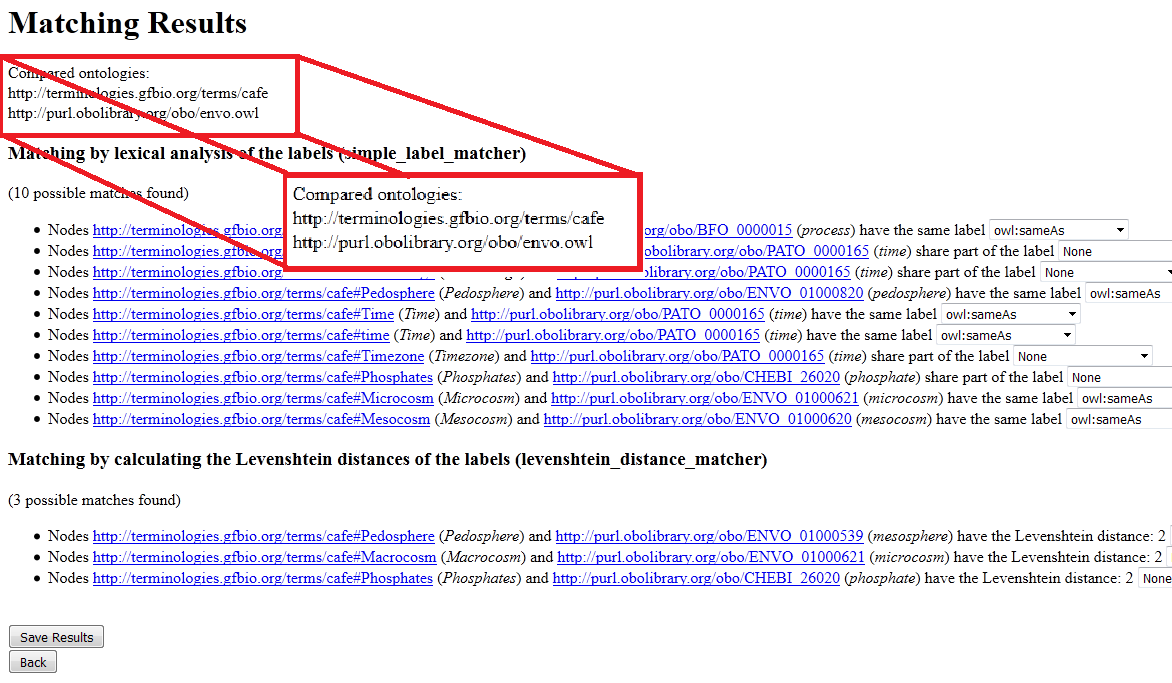 Matching Results
Compared ontologies:
http://terminologies.gfbio.org/terms/cafe
http://purl.obolibrary.org/obo/envo.owl
Matching by lexical analysis of the labels (simple_label_matcher)
(10 possible matches found)
Compared ontologies:
http://terminologies.gfbio.org/terms/cafe
http://purl.obolibrary.org/obo/envo.owl
• Nodes http://terminologies.gfbio.org org/obo/BFO_0000015 (process) have the same label owl:sameAs
• Nodes http://terminologies.gfbio.org obolibrary.org/obo/PATO_0000165 (time) share part of the label None
• Nodes http://terminologies.gfbio.org obolibrary.org/obo/PATO_0000165 (time) share part of the label None
• Nodes http://terminologies.gfbio.org/terms/cafe#Pedosphere (Pedosphere) and http://purl.obolibrary.org/obo/ENVO_01000820 (pedosphere) have the same label owl:sameAs
• Nodes http://terminologies.gfbio.org/terms/cafe#Time (Time) and http://purl.obolibrary.org/obo/PATO_0000165 (time) have the same label owl:sameAs
• Nodes http://terminologies.gfbio.org/terms/cafe#time (Time) and http://purl.obolibrary.org/obo/PATO_0000165 (time) have the same label owl:sameAs
• Nodes http://terminologies.gfbio.org/terms/cafe#Timezone (Timezone) and http://purl.obolibrary.org/obo/PATO_0000165 (time) share part of the label None
• Nodes http://terminologies.gfbio.org/terms/cafe#Phosphates (Phosphates) and http://purl.obolibrary.org/obo/CHEBI_26020 (phosphate) share part of the label None
• Nodes http://terminologies.gfbio.org/terms/cafe#Microcosm (Microcosm) and http://purl.obolibrary.org/obo/ENVO_01000621 (microcosm) have the same label owl:sameAs
• Nodes http://terminologies.gfbio.org/terms/cafe#Mesocosm (Mesocosm) and http://purl.obolibrary.org/obo/ENVO_01000620 (mesocosm) have the same label owl:sameAs
Matching by calculating the Levenshtein distances of the labels (levenshtein_distance_matcher)
(3 possible matches found)
• Nodes http://terminologies.gfbio.org/terms/cafe#Pedosphere (Pedosphere) and http://purl.obolibrary.org/obo/ENVO_01000539 (mesosphere) have the Levenshtein distance: 2
• Nodes http://terminologies.gfbio.org/terms/cafe#Macrocosm (Macrocosm) and http://purl.obolibrary.org/obo/ENVO_01000621 (microcosm) have the Levenshtein distance: 2
• Nodes http://terminologies.gfbio.org/terms/cafe#Phosphates (Phosphates) and http://purl.obolibrary.org/obo/CHEBI_26020 (phosphate) have the Levenshtein distance: 2 None
Save Results
Back